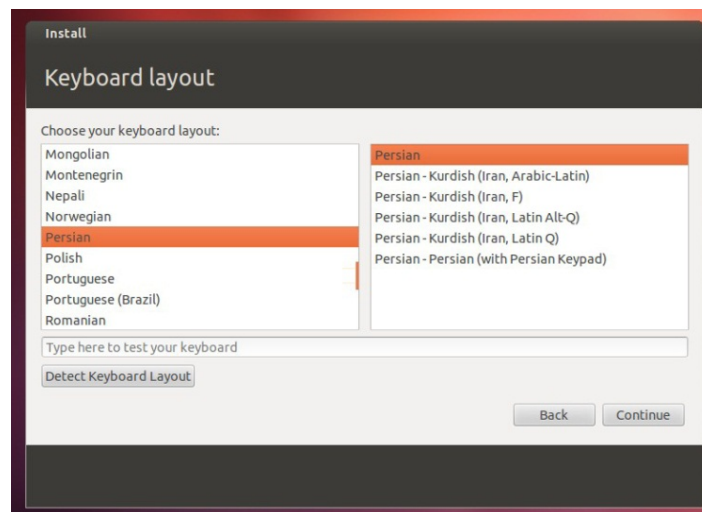 Install
Keyboard layout
Choose your keyboard layout:
Mongolian
Montenegrin
Nepali
Norwegian
Persian
Polish
Portuguese
Portuguese (Brazil)
Romanian
Persian
Persian - Kurdish (Iran, Arabic-Latin)
Persian - Kurdish (Iran, F)
Persian - Kurdish (Iran, Latin Alt-Q)
Persian - Kurdish (Iran, Latin Q)
Persian - Persian (with Persian Keypad)
Type here to test your keyboard
Detect Keyboard Layout
Back
Continue